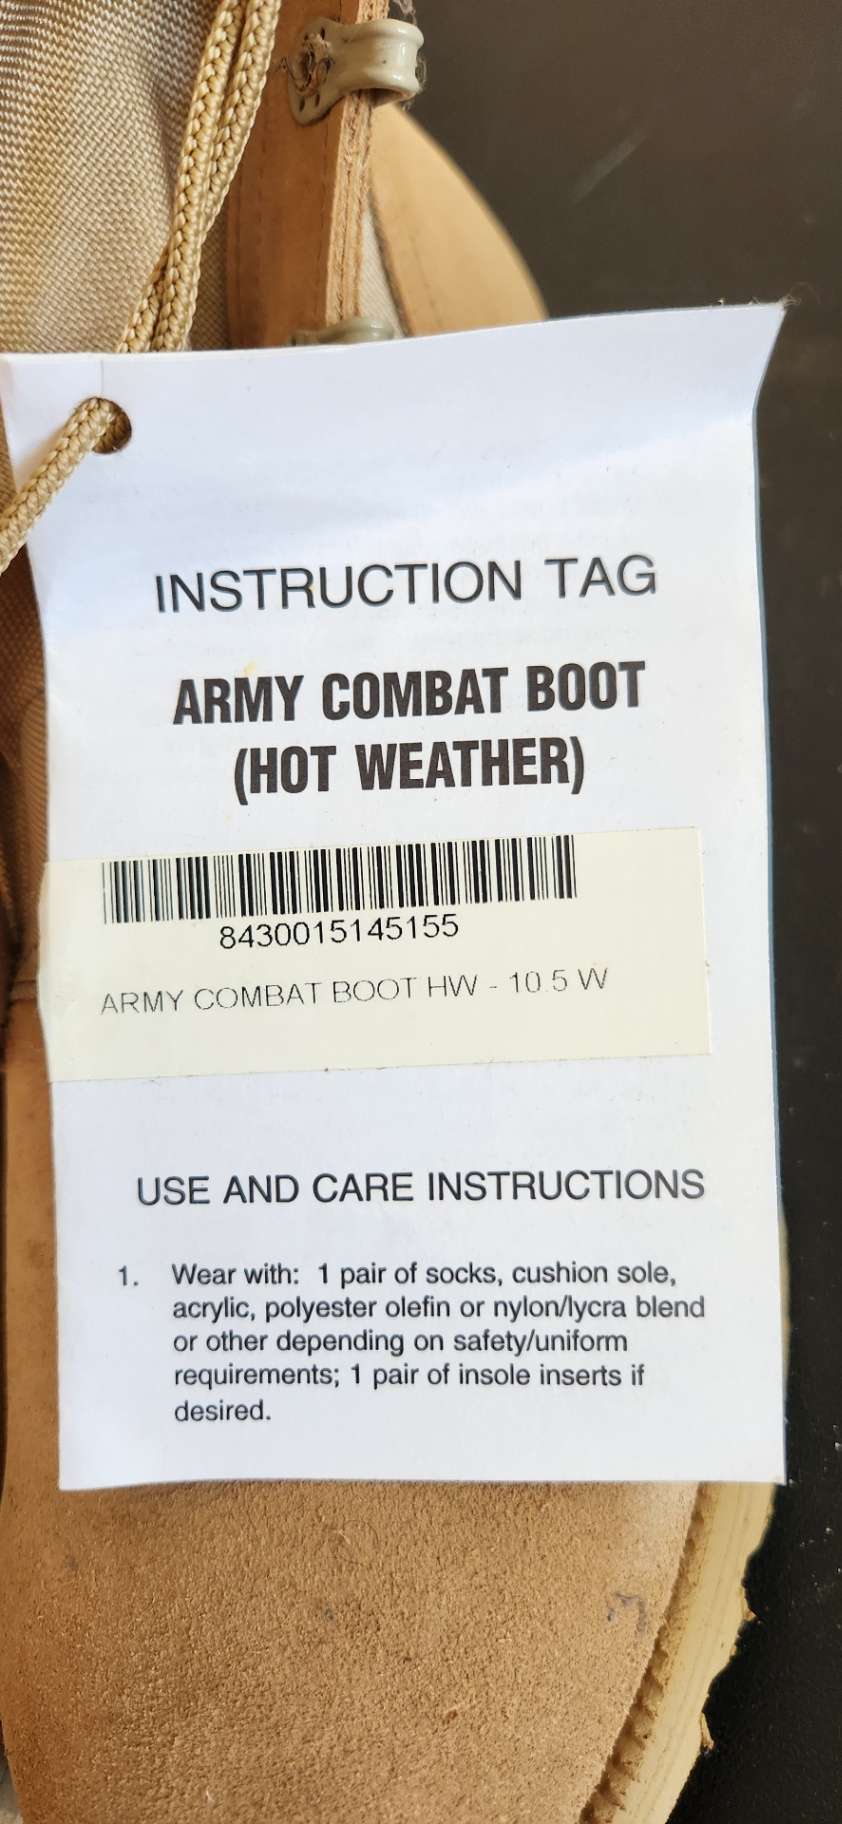 INSTRUCTION TAG
ARMY COMBAT BOOT
(HOT WEATHER)
8430015145155
ARMY COMBAT BOOT HW - 10.5 W
USE AND CARE INSTRUCTIONS
1. Wear with: 1 pair of socks, cushion sole,
acrylic, polyester olefin or nylon/lycra blend
or other depending on safety/uniform
requirements; 1 pair of insole inserts if
desired.